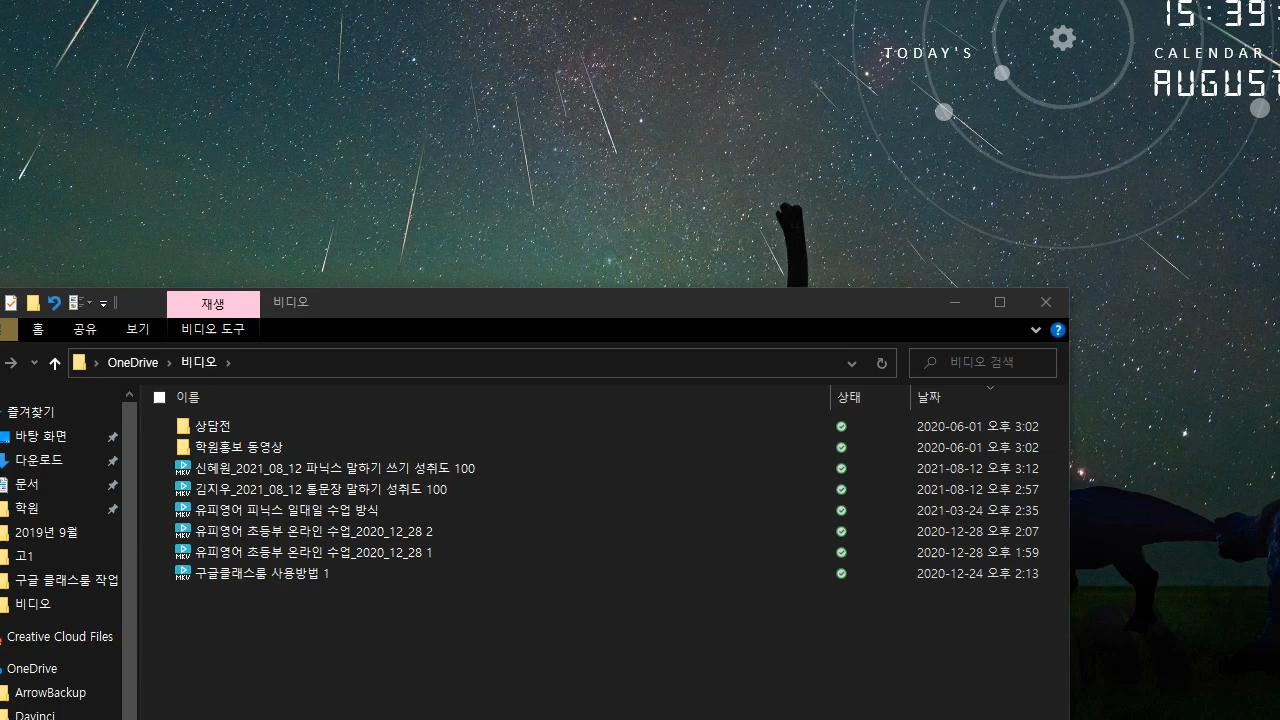 15:39:
TODAY'S
CALENDAR
AUGUST
재생
비디오
홈
공유
보기
비디오 도구
OneDrive › 비디오 ›
비디오 검색
이름
상태
날짜
상담전 2020-06-01 오후 3:02
학원홍보 동영상 2020-06-01 오후 3:02
MKV 신혜원_2021_08_12 파닉스 말하기 쓰기 성취도 100 2021-08-12 오후 3:12
MKV 김지우_2021_08_12 통문장 말하기 성취도 100 2021-08-12 오후 2:57
MKV 유피영어 피닉스 일대일 수업 방식 2021-03-24 오후 2:35
MKV 유피영어 초등부 온라인 수업_2020_12_28 2 2020-12-28 오후 2:07
MKV 유피영어 초등부 온라인 수업_2020_12_28 1 2020-12-28 오후 1:59
MKV 구글클래스룸 사용방법 1 2020-12-24 오후 2:13
즐겨찾기
바탕 화면
다운로드
문서
학원
2019년 9월
고1
구글 클래스룸 작업
비디오
Creative Cloud Files
OneDrive
ArrowBackup
Davinci